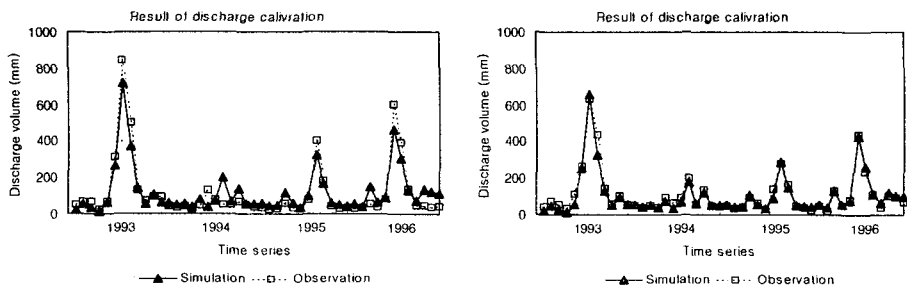 Result of discharge calivration
1000
800
600
400
200
0
Discharge volume (mm)
1993
1994
1995
1996
Time series
Simulation
Observation
Result of discharge calivration
1000
800
600
400
200
0
Discharge volume (mm)
1993
1994
1995
1996
Time series
Simulation
Observation